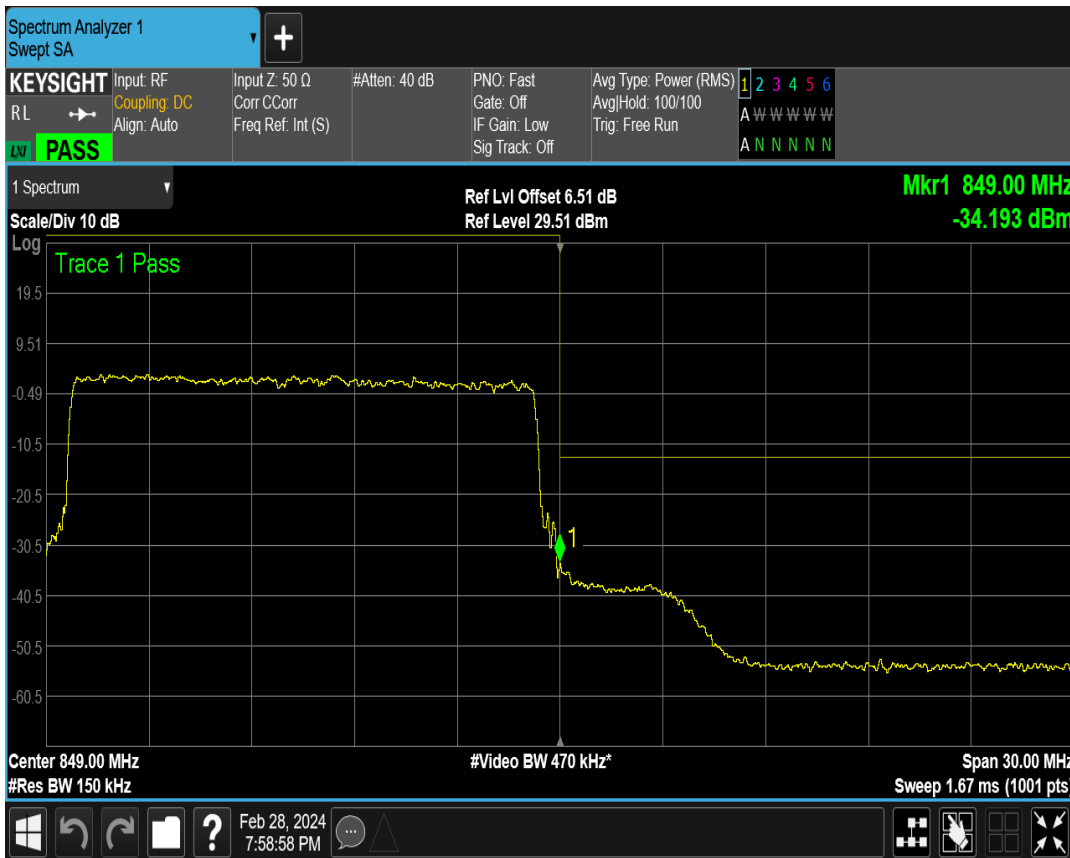 Spectrum Analyzer 1
Swept SA
+
KEYSIGHT
RL
LXI PASS
Input: RF
Coupling: DC
Align: Auto
Input Z: 50 Ω
Corr CCorr
Freq Ref: Int (S)
#Atten: 40 dB
PNO: Fast
Gate: Off
IF Gain: Low
Sig Track: Off
Avg Type: Power (RMS)
Avg|Hold: 100/100
Trig: Free Run
1 2 3 4 5 6
A W W W W W
A N N N N N
1 Spectrum
Scale/Div 10 dB
Ref Lvl Offset 6.51 dB
Ref Level 29.51 dBm
Mkr1 849.00 MHz
-34.193 dBm
Log
Trace 1 Pass
19.5
9.51
-0.49
-10.5
-20.5
-30.5
-40.5
-50.5
-60.5
1
Center 849.00 MHz
#Video BW 470 kHz*
Span 30.00 MHz
#Res BW 150 kHz
Sweep 1.67 ms (1001 pts)
?
Feb 28, 2024
7:58:58 PM